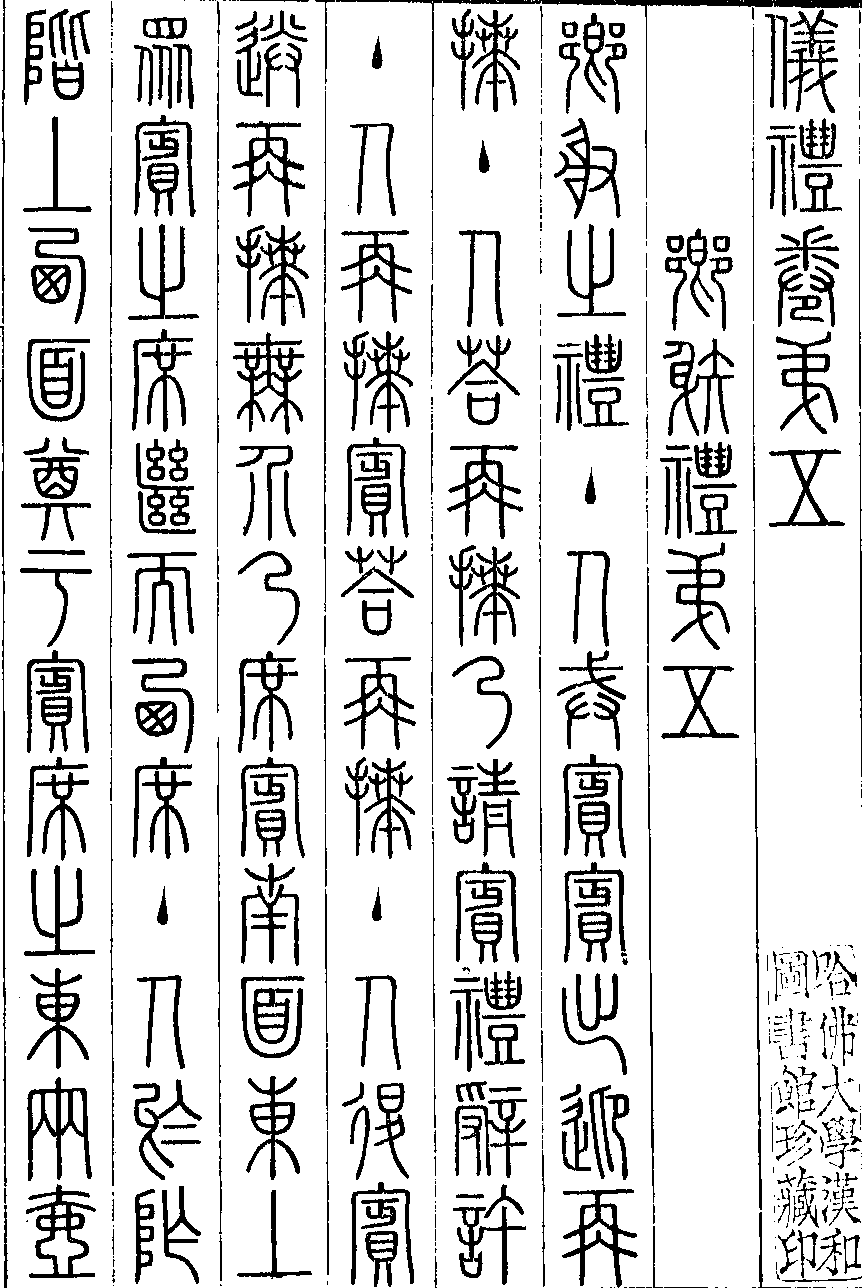 儀禮卷弟五
哈佛大學漢和
圖書館珍藏印
鄉射禮弟五
鄉射之禮主人戒賓賓出迎再
拜主人荅再拜乃請賓禮辭許
主人再拜賓荅再拜主人退賓
送再拜無介乃席賓南面東上
眾賓之席繼而西席主人於阼
階上西面尊于賓席之東兩壺